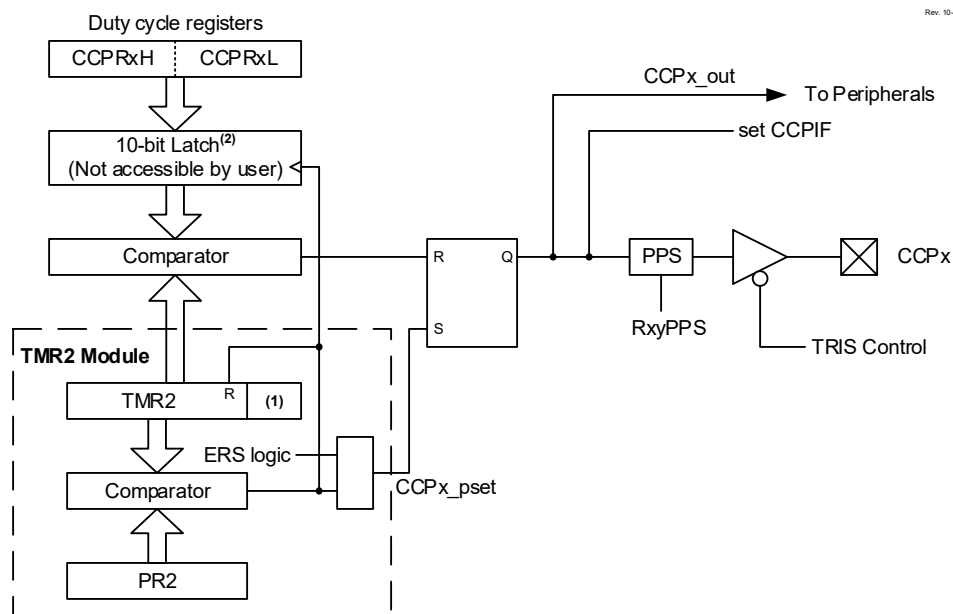 Rev. 10-
Duty cycle registers
CCPRxH CCPRxL
CCPx_out
To Peripherals
set CCPIF
10-bit Latch(2)
(Not accessible by user)
Comparator
R Q
PPS
CCPx
S
RxyPPS
TRIS Control
TMR2 Module
TMR2 R (1)
ERS logic
Comparator
CCPx_pset
PR2